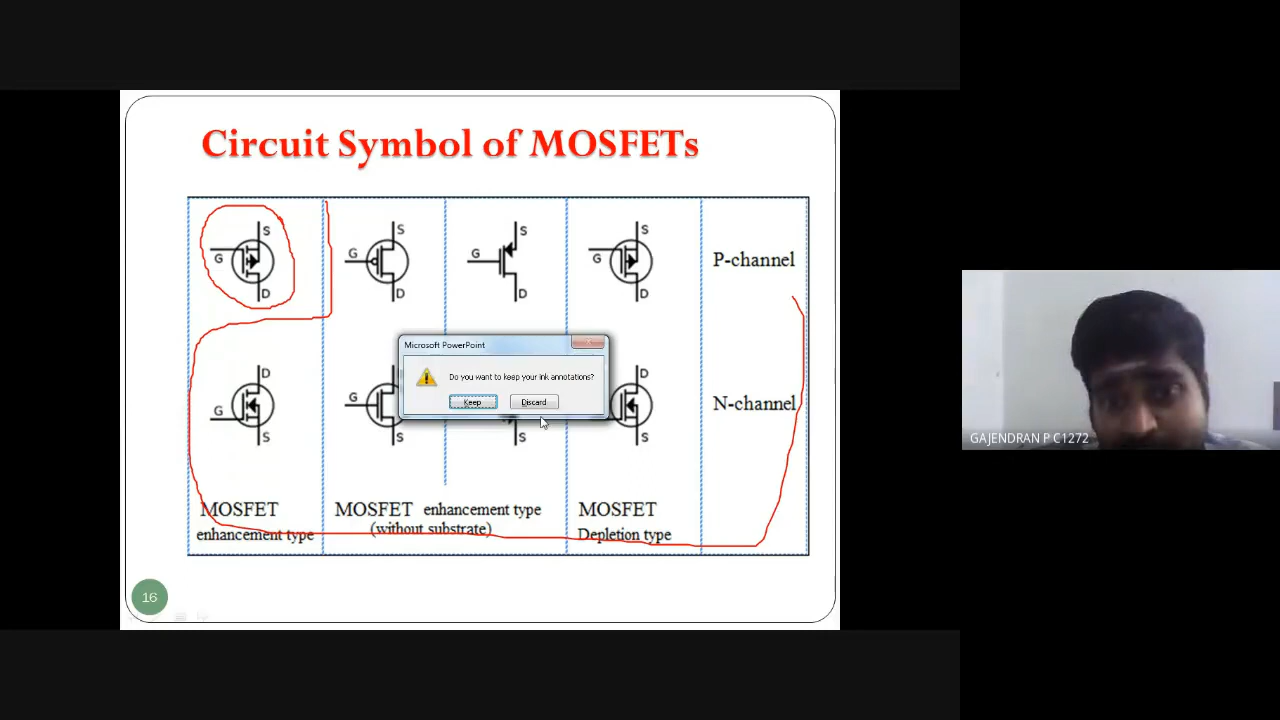 Circuit Symbol of MOSFETs
S S S S
G G G G
P-channel
D D D D
Microsoft PowerPoint
Do you want to keep your ink annotations?
Keep Discard
D D
G G
N-channel
S S S S
GAJENDRAN P C1272
MOSFET
enhancement type
MOSFET enhancement type
(without substrate)
MOSFET
Depletion type
16